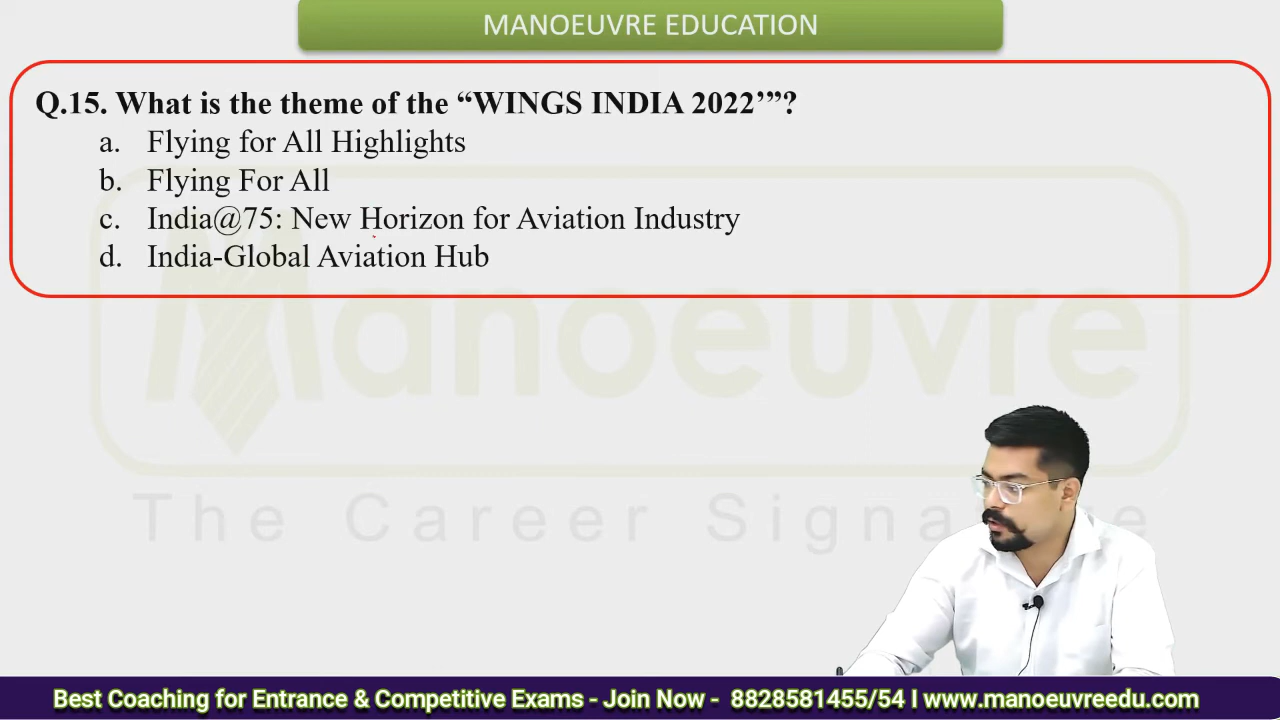 MANOEUVRE EDUCATION
Q.15. What is the theme of the “WINGS INDIA 2022’”?
a. Flying for All Highlights
b. Flying For All
c. India@75: New Horizon for Aviation Industry
d. India-Global Aviation Hub
Manoeuvre
The Career Signature
Best Coaching for Entrance & Competitive Exams - Join Now - 8828581455/54 I www.manoeuvreedu.com